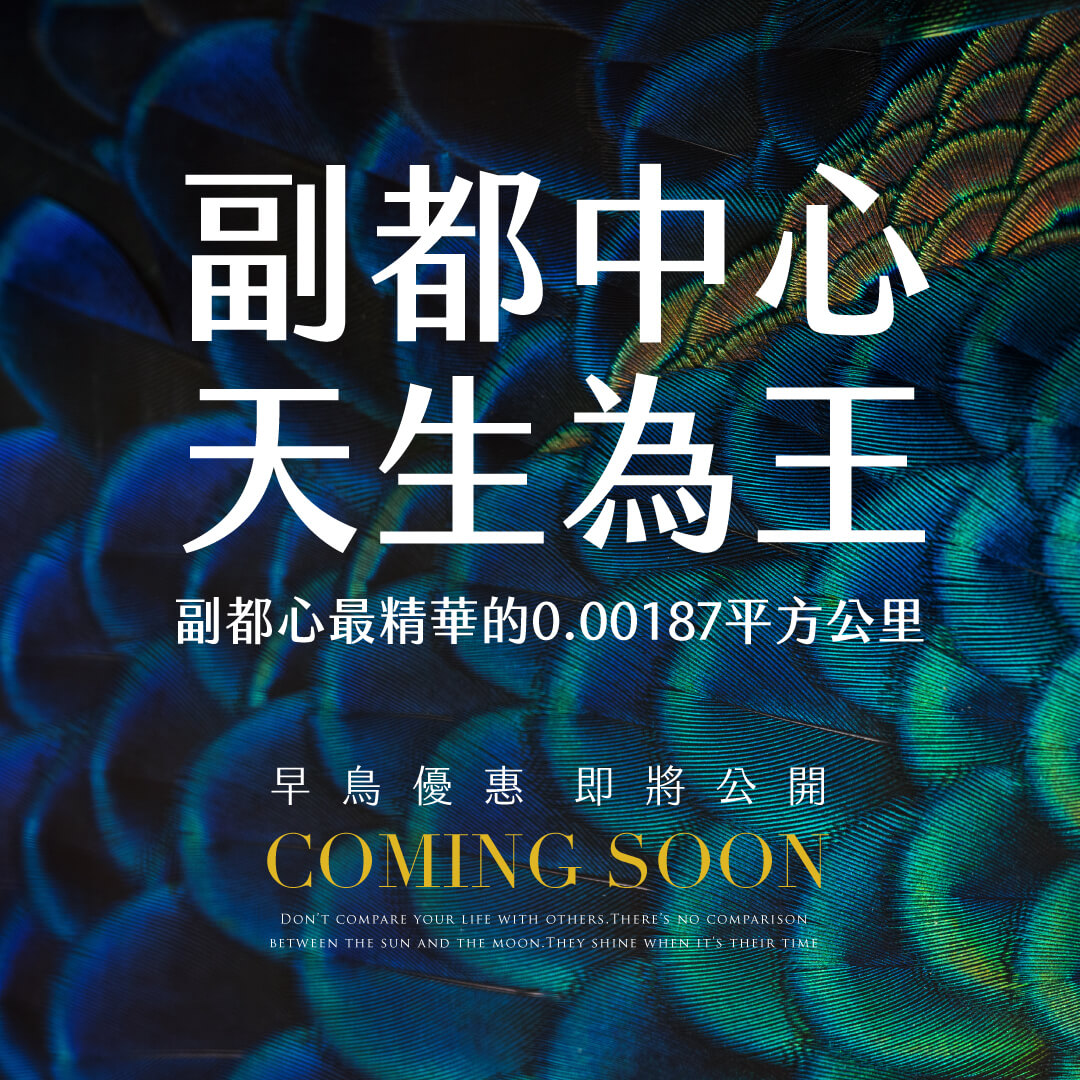 副都中心
天生為王
副都心最精華的0.00187平方公里
早鳥優惠 即將公開
COMING SOON
DON'T COMPARE YOUR LIFE WITH OTHERS.THERE'S NO COMPARISON
BETWEEN THE SUN AND THE MOON.THEY SHINE WHEN IT'S THEIR TIME